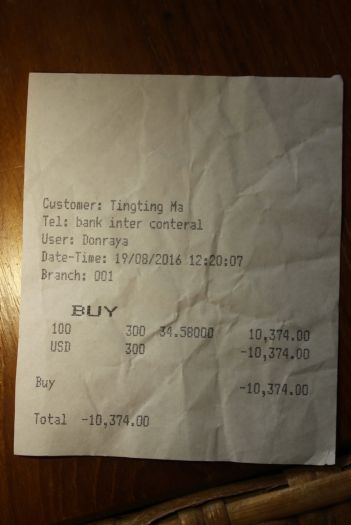 Customer: Tingting Ma
Tel: bank inter conteral
User: Donraya
Date-Time: 19/08/2016 12:20:07
Branch: 001
BUY
100 300 34.58000 10,374.00
USD 300 -10,374.00
Buy -10,374.00
Total -10,374.00